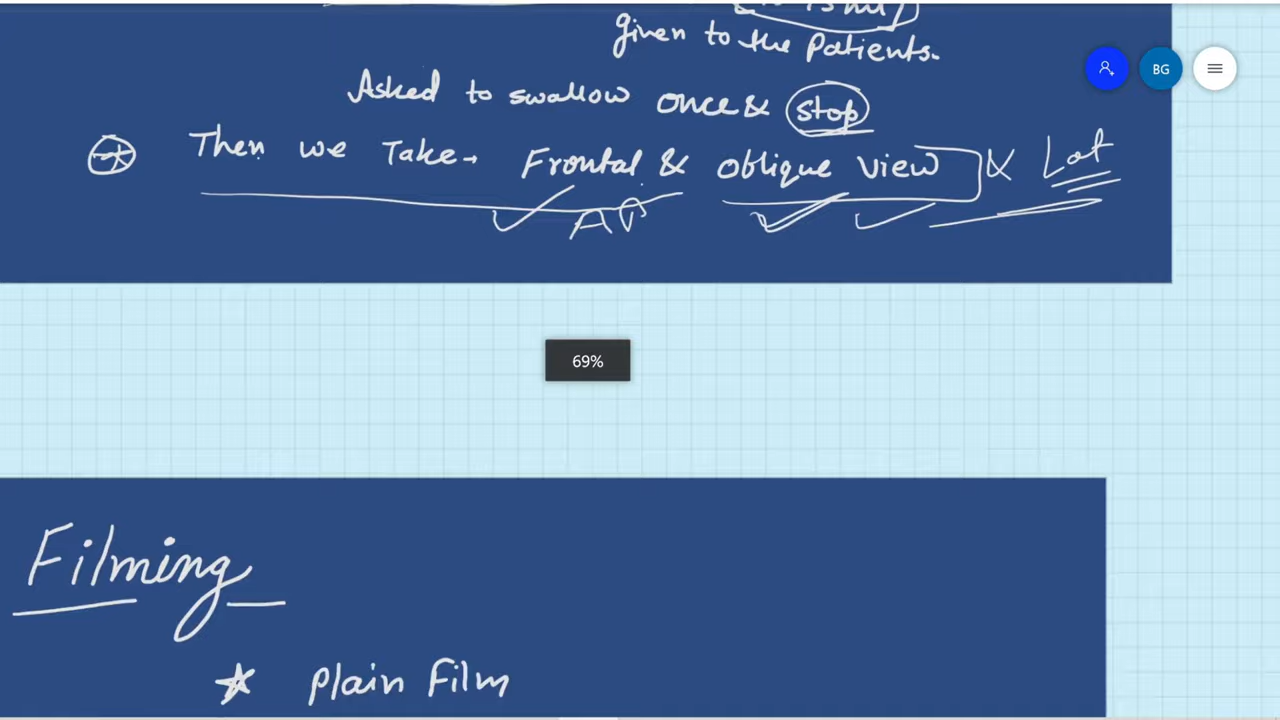 given to the Patients.
BG
Asked to swallow once & stop
Then we Take → Frontal & oblique view & Lat
AP
69%
Filming
Plain Film